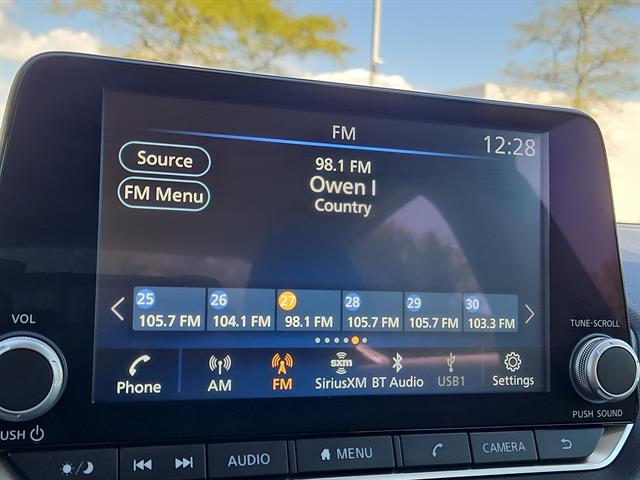 FM
12:28
Source
98.1 FM
Owen I
FM Menu
Country
25 26 27 28 29 30
105.7 FM 104.1 FM 98.1 FM 105.7 FM 105.7 FM 103.3 FM
Phone AM FM sxm SiriusXM BT Audio USB1 Settings
VOL
PUSH
TUNE·SCROLL
PUSH SOUND
AUDIO MENU CAMERA